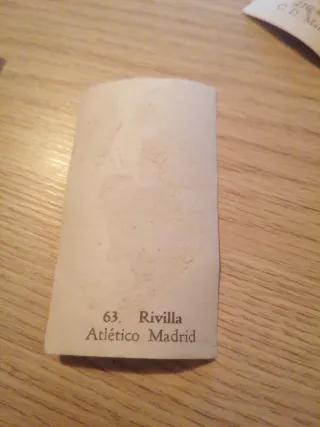 63. Rivilla
Atlético Madrid